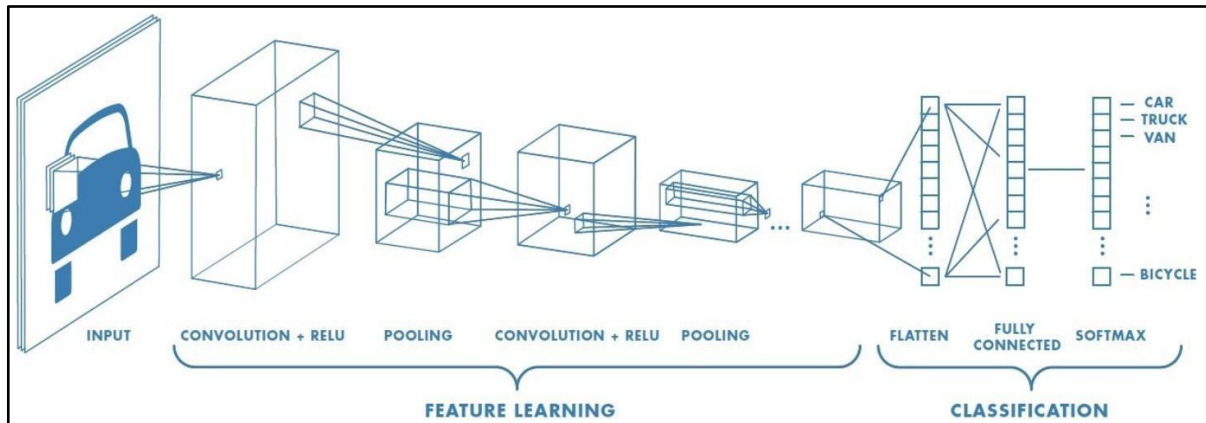 CAR
TRUCK
VAN
BICYCLE
INPUT
CONVOLUTION + RELU
POOLING
CONVOLUTION + RELU
POOLING
FLATTEN
FULLY
CONNECTED
SOFTMAX
FEATURE LEARNING
CLASSIFICATION